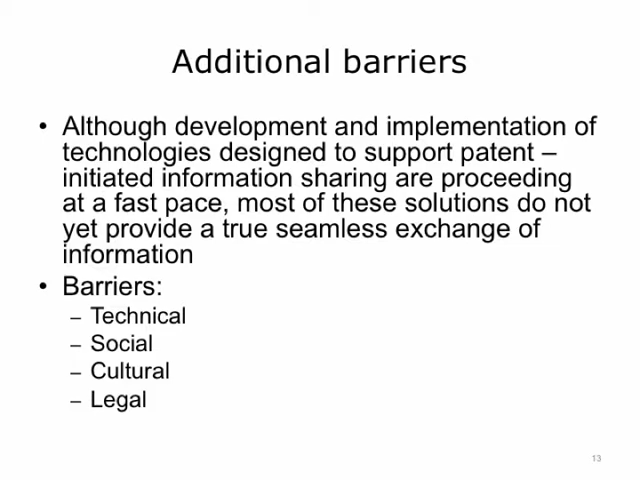 Additional barriers
• Although development and implementation of
technologies designed to support patent –
initiated information sharing are proceeding
at a fast pace, most of these solutions do not
yet provide a true seamless exchange of
information
• Barriers:
– Technical
– Social
– Cultural
– Legal
13